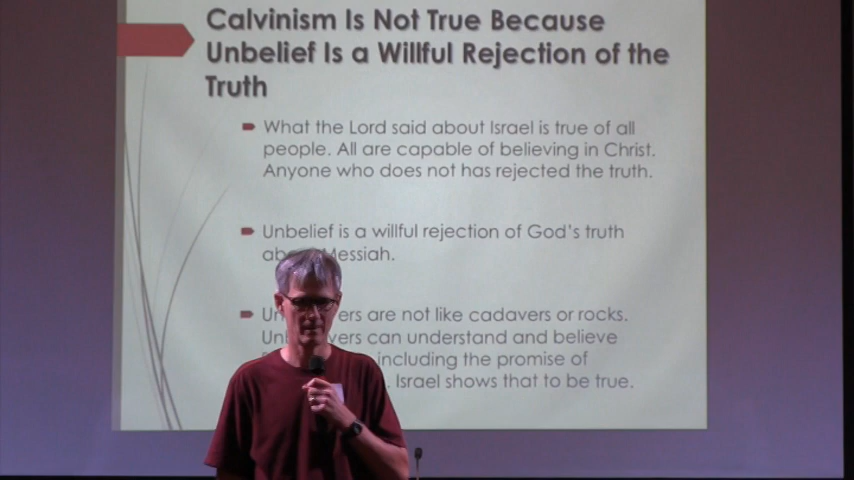 Calvinism Is Not True Because
Unbelief Is a Willful Rejection of the
Truth
What the Lord said about Israel is true of all
people. All are capable of believing in Christ.
Anyone who does not has rejected the truth.
Unbelief is a willful rejection of God's truth
Messiah.
are not like cadavers or rocks.
can understand and believe
including the promise of
Israel shows that to be true.